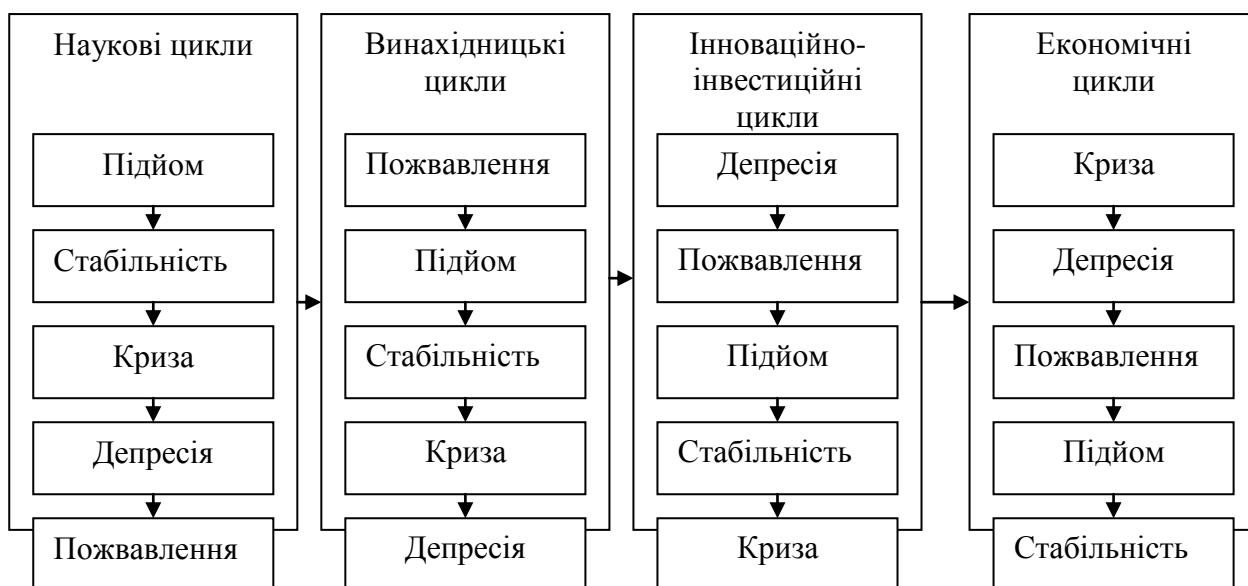 Наукові цикли
Підйом
Стабільність
Криза
Депресія
Пожвавлення
Винахідницькі
цикли
Пожвавлення
Підйом
Стабільність
Криза
Депресія
Інноваційно-
інвестиційні
цикли
Депресія
Пожвавлення
Підйом
Стабільність
Криза
Економічні
цикли
Криза
Депресія
Пожвавлення
Підйом
Стабільність